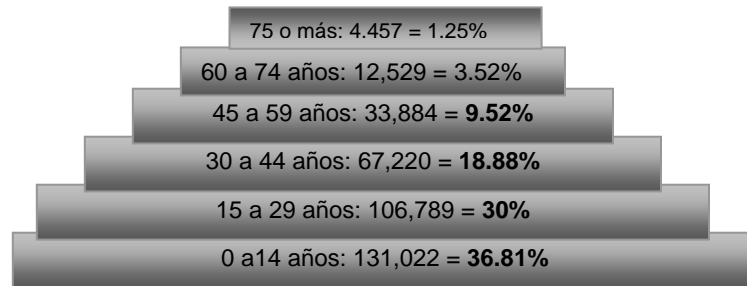 75 o más: 4.457 = 1.25%
60 a 74 años: 12,529 = 3.52%
45 a 59 años: 33,884 = 9.52%
30 a 44 años: 67,220 = 18.88%
15 a 29 años: 106,789 = 30%
0 a14 años: 131,022 = 36.81%